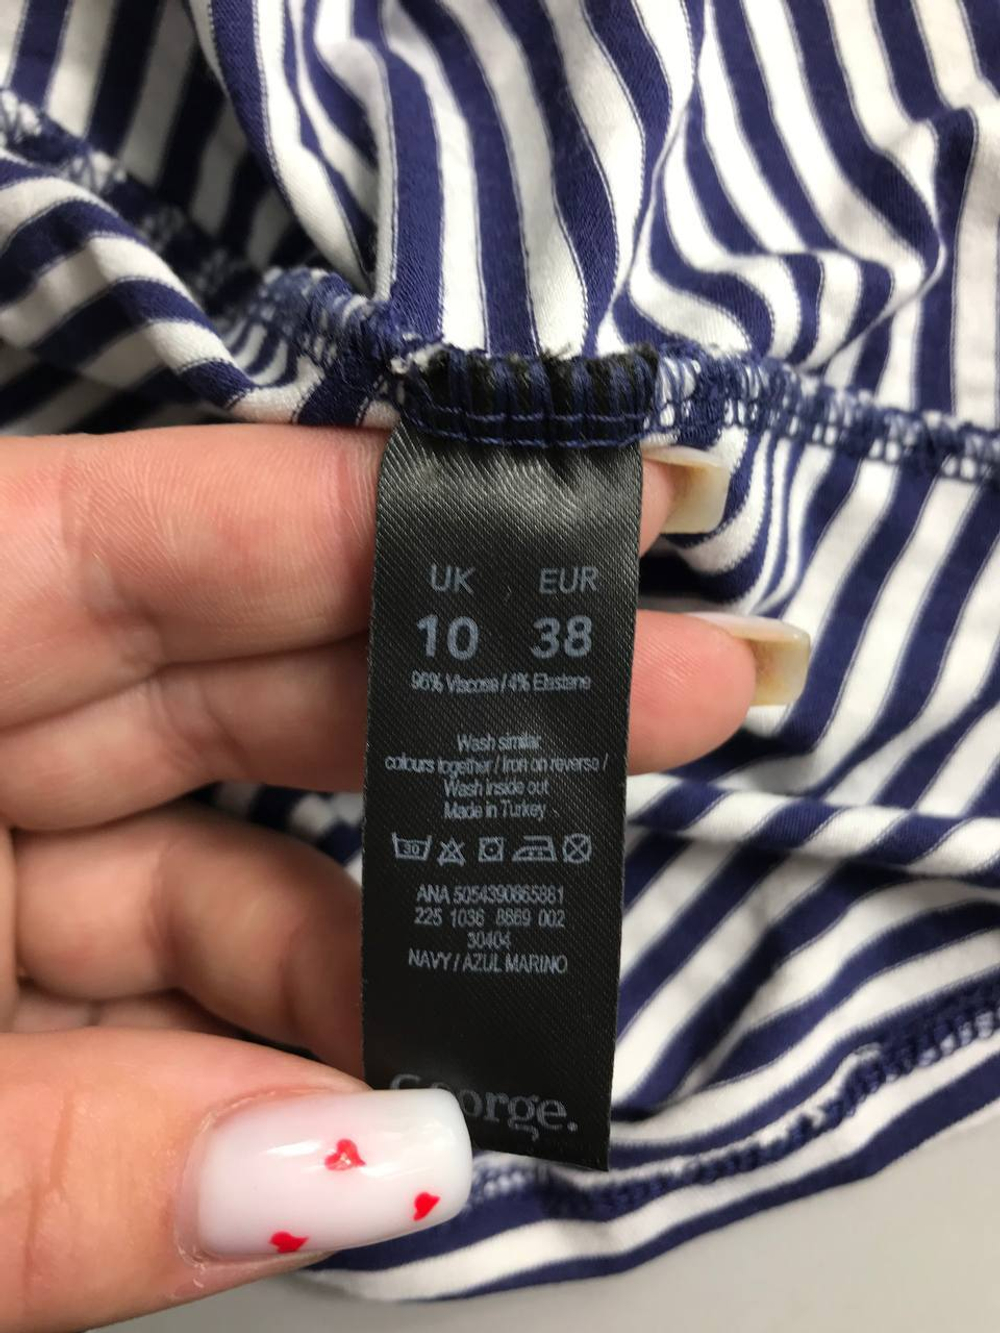 UK EUR
10 38
96% Viscose / 4% Elastane
Wash similar
colours together / Iron on reverse /
Wash inside out
Made in Turkey
30
ANA 5054390865881
225 1036 8869 002
30404
NAVY / AZUL MARINO
George.